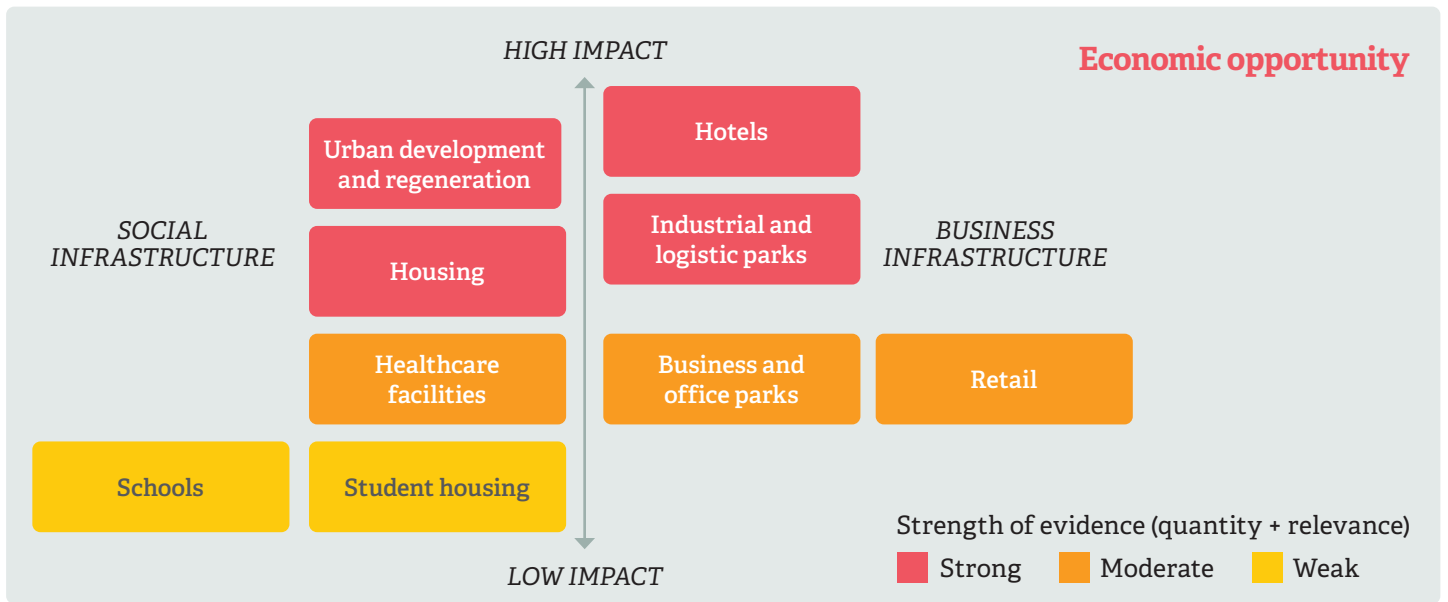 HIGH IMPACT
Economic opportunity
Urban development
and regeneration
Hotels
SOCIAL
INFRASTRUCTURE
Housing
Industrial and
logistic parks
BUSINESS
INFRASTRUCTURE
Healthcare
facilities
Business and
office parks
Retail
Schools
Student housing
LOW IMPACT
Strength of evidence (quantity + relevance)
Strong Moderate Weak